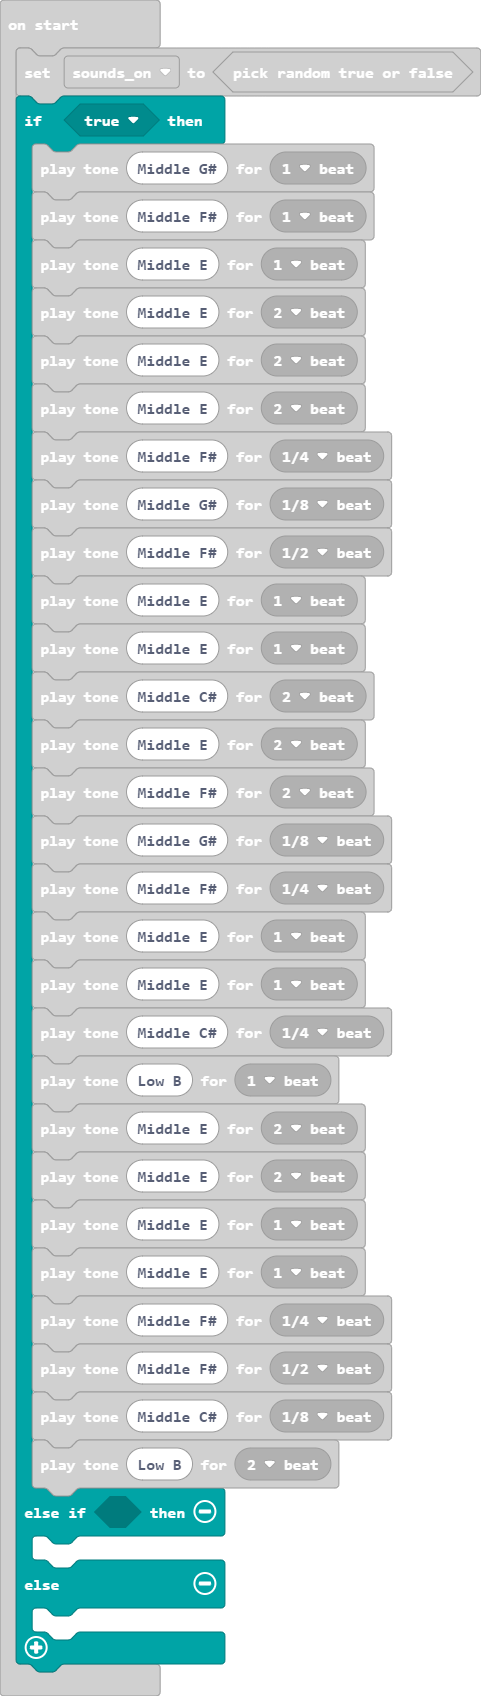 on start
set sounds_on to pick random true or false
if true then
play tone Middle G# for 1 beat
play tone Middle F# for 1 beat
play tone Middle E for 1 beat
play tone Middle E for 2 beat
play tone Middle E for 2 beat
play tone Middle E for 2 beat
play tone Middle F# for 1/4 beat
play tone Middle G# for 1/8 beat
play tone Middle F# for 1/2 beat
play tone Middle E for 1 beat
play tone Middle E for 1 beat
play tone Middle C# for 2 beat
play tone Middle E for 2 beat
play tone Middle F# for 2 beat
play tone Middle G# for 1/8 beat
play tone Middle F# for 1/4 beat
play tone Middle E for 1 beat
play tone Middle E for 1 beat
play tone Middle C# for 1/4 beat
play tone Low B for 1 beat
play tone Middle E for 2 beat
play tone Middle E for 2 beat
play tone Middle E for 1 beat
play tone Middle E for 1 beat
play tone Middle F# for 1/4 beat
play tone Middle F# for 1/2 beat
play tone Middle C# for 1/8 beat
play tone Low B for 2 beat
else if then
else